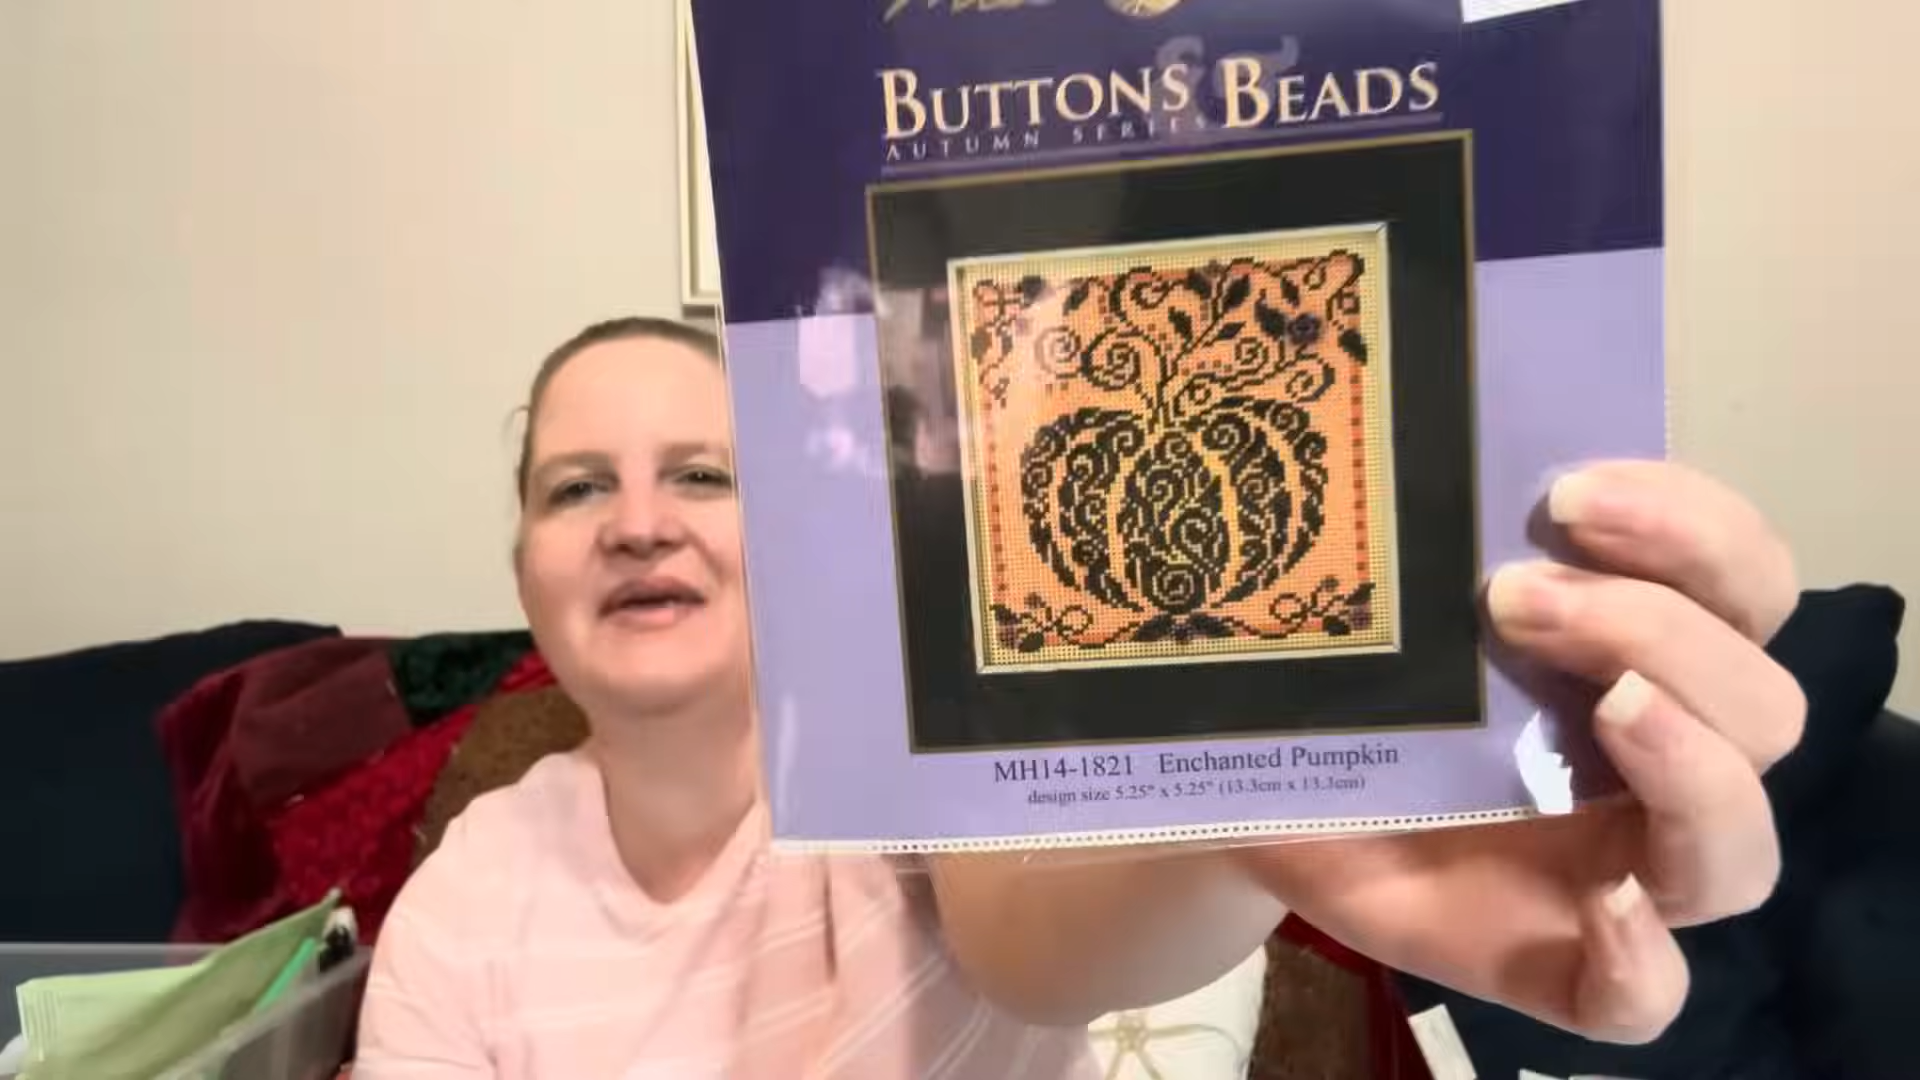 BUTTONS & BEADS
AUTUMN SERIES
MH14-1821 Enchanted Pumpkin
design size 5.25" x 5.25" (13.3cm x 13.3cm)